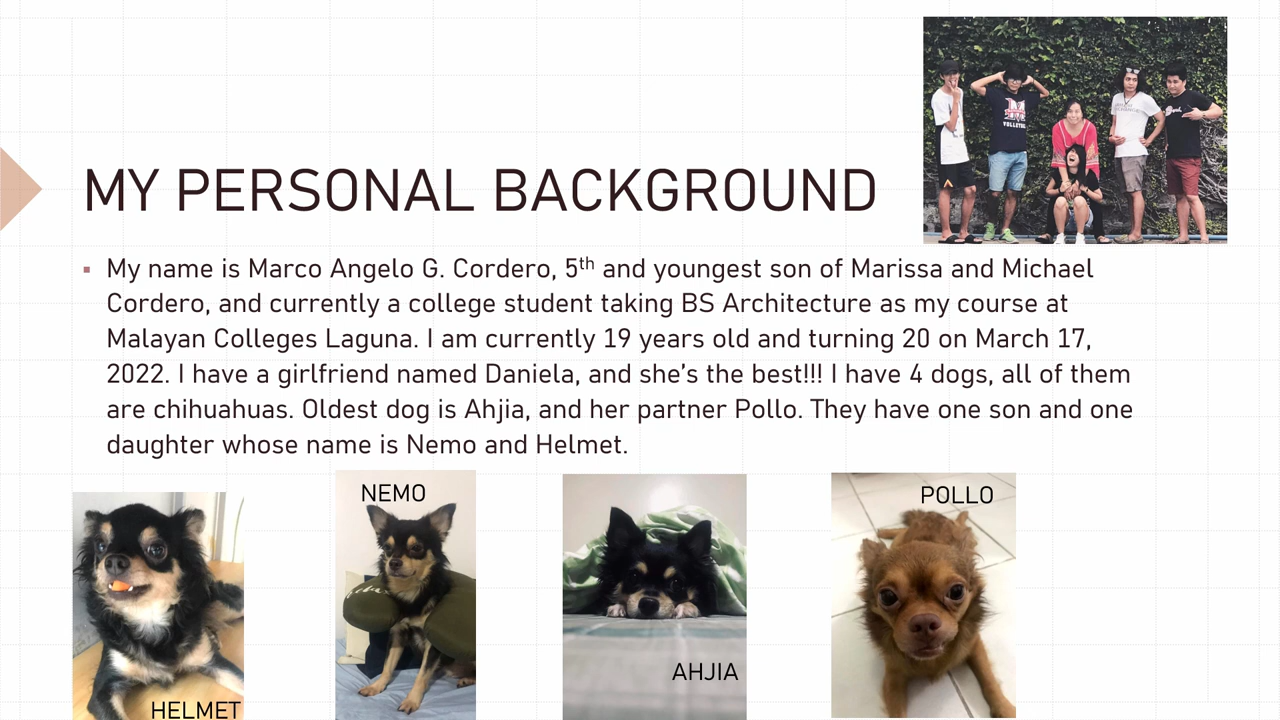 MY PERSONAL BACKGROUND
My name is Marco Angelo G. Cordero, 5th and youngest son of Marissa and Michael
Cordero, and currently a college student taking BS Architecture as my course at
Malayan Colleges Laguna. I am currently 19 years old and turning 20 on March 17,
2022. I have a girlfriend named Daniela, and she’s the best!!! I have 4 dogs, all of them
are chihuahuas. Oldest dog is Ahjia, and her partner Pollo. They have one son and one
daughter whose name is Nemo and Helmet.
NEMO
POLLO
AHJIA
HELMET